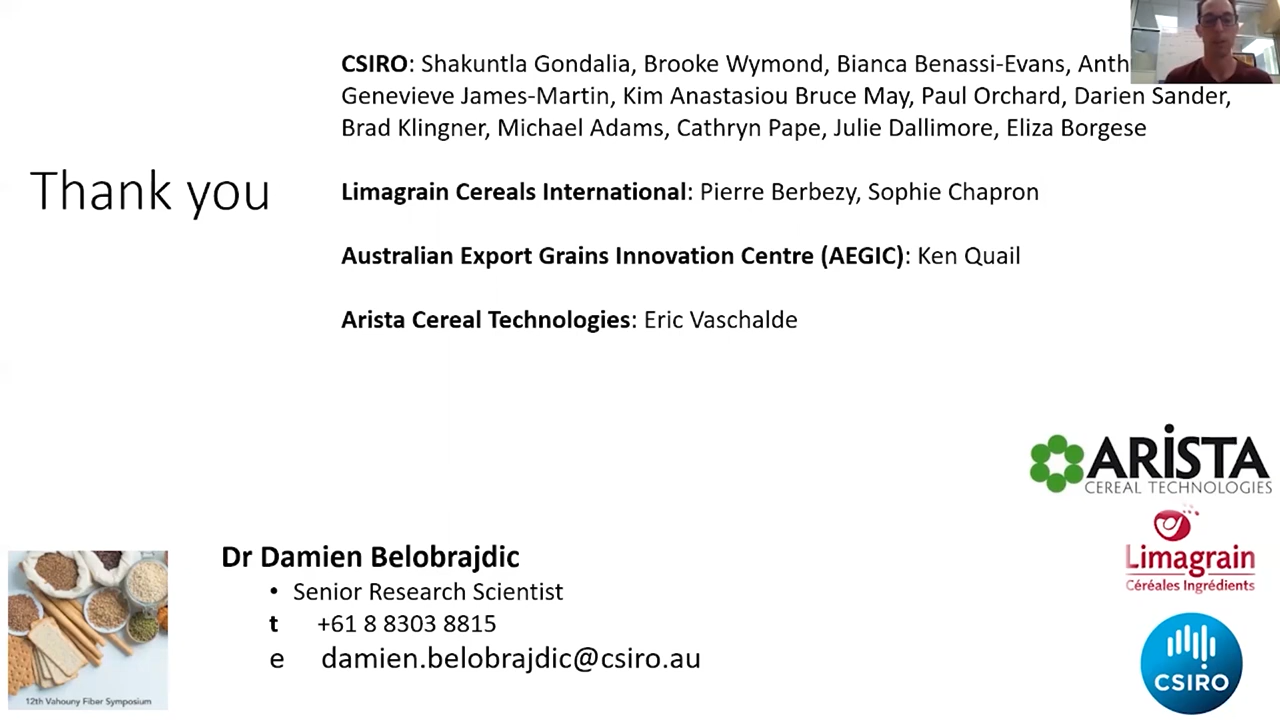 CSIRO: Shakuntla Gondalia, Brooke Wymond, Bianca Benassi-Evans,
Genevieve James-Martin, Kim Anastasiou Bruce May, Paul Orchard, Darien Sander,
Brad Klingner, Michael Adams, Cathryn Pape, Julie Dallimore, Eliza Borgese
Thank you
Limagrain Cereals International: Pierre Berbezy, Sophie Chapron
Australian Export Grains Innovation Centre (AEGIC): Ken Quail
Arista Cereal Technologies: Eric Vaschalde
ARISTA
CEREAL TECHNOLOGIES
Limagrain
Céréales Ingrédients
CSIRO
Dr Damien Belobrajdic
• Senior Research Scientist
t +61 8 8303 8815
e damien.belobrajdic@csiro.au
12th Vahouny Fiber Symposium